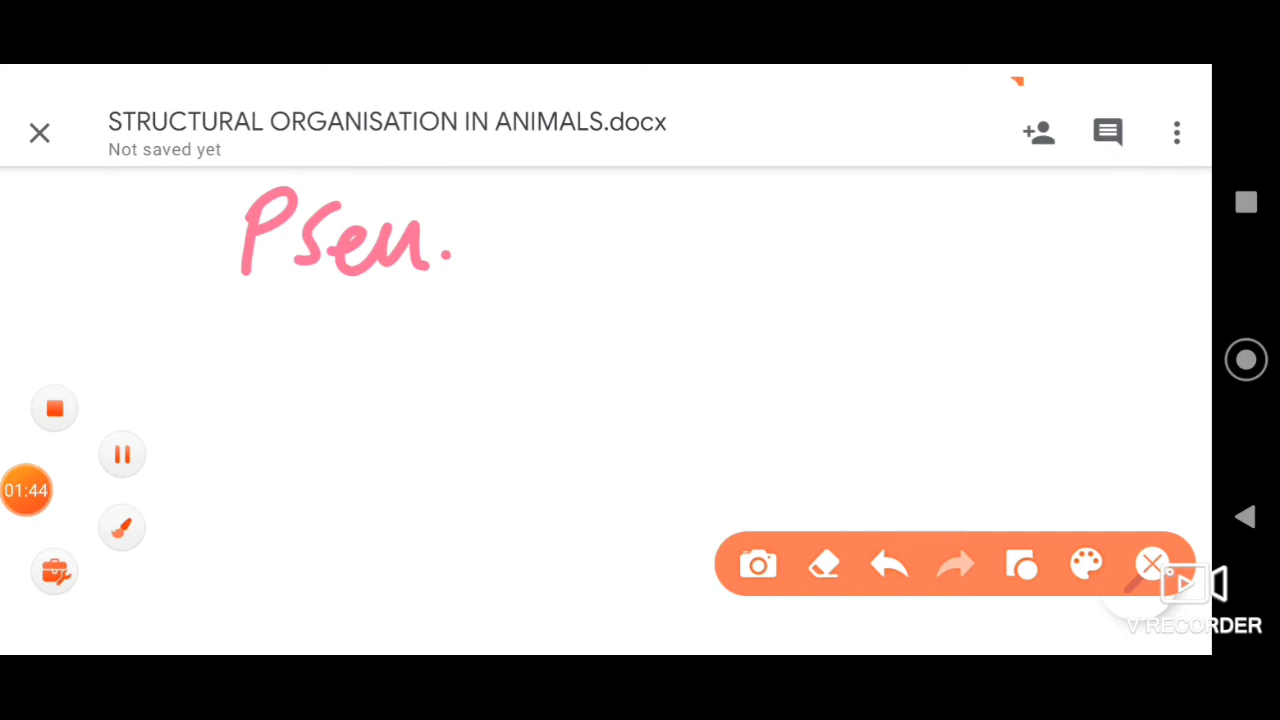 STRUCTURAL ORGANISATION IN ANIMALS.docx
Not saved yet
Pseu.
01:44
V RECORDER